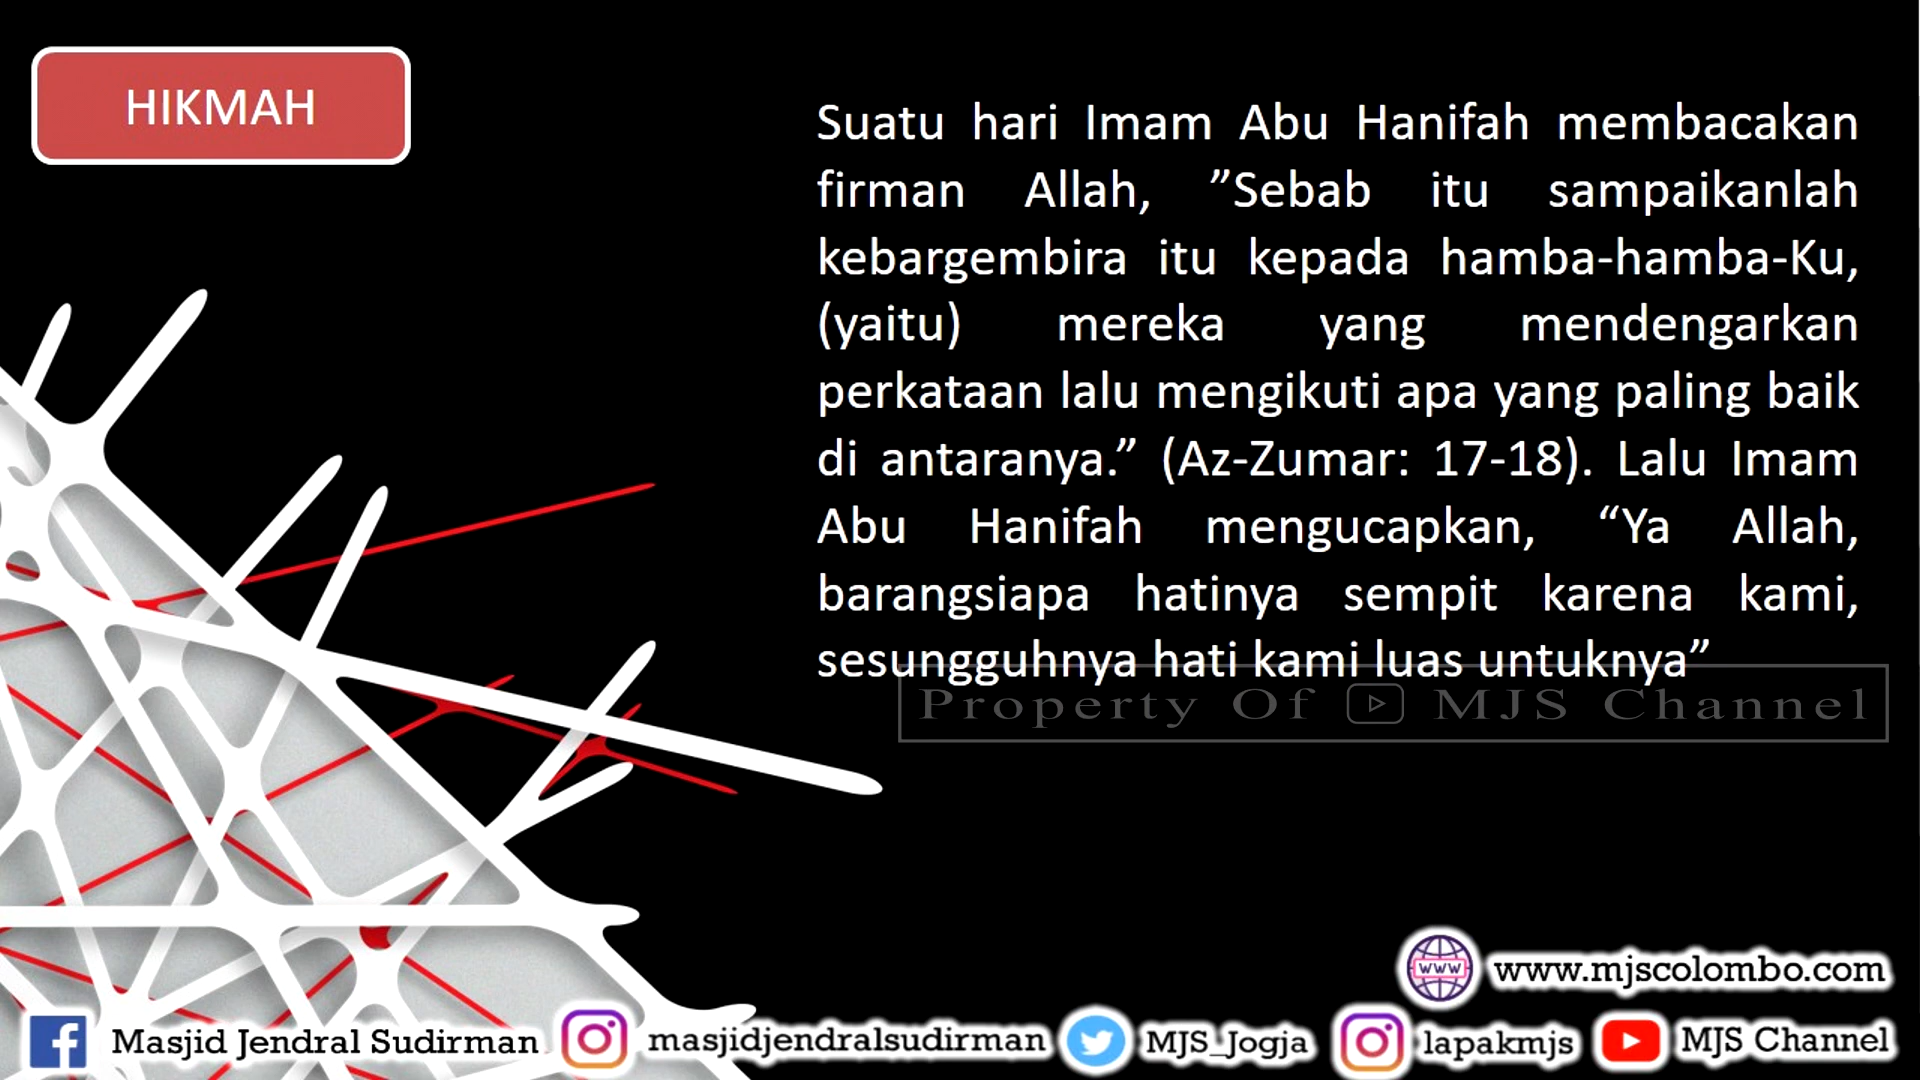 HIKMAH
Suatu hari Imam Abu Hanifah membacakan
firman Allah, ”Sebab itu sampaikanlah
kebargembira itu kepada hamba-hamba-Ku,
(yaitu) mereka yang mendengarkan
perkataan lalu mengikuti apa yang paling baik
di antaranya.” (Az-Zumar: 17-18). Lalu Imam
Abu Hanifah mengucapkan, “Ya Allah,
barangsiapa hatinya sempit karena kami,
sesungguhnya hati kami luas untuknya”
Property Of MJS Channel
www www.mjscolombo.com
Masjid Jendral Sudirman masjidjendralsudirman MJS_Jogja lapakmjs MJS Channel